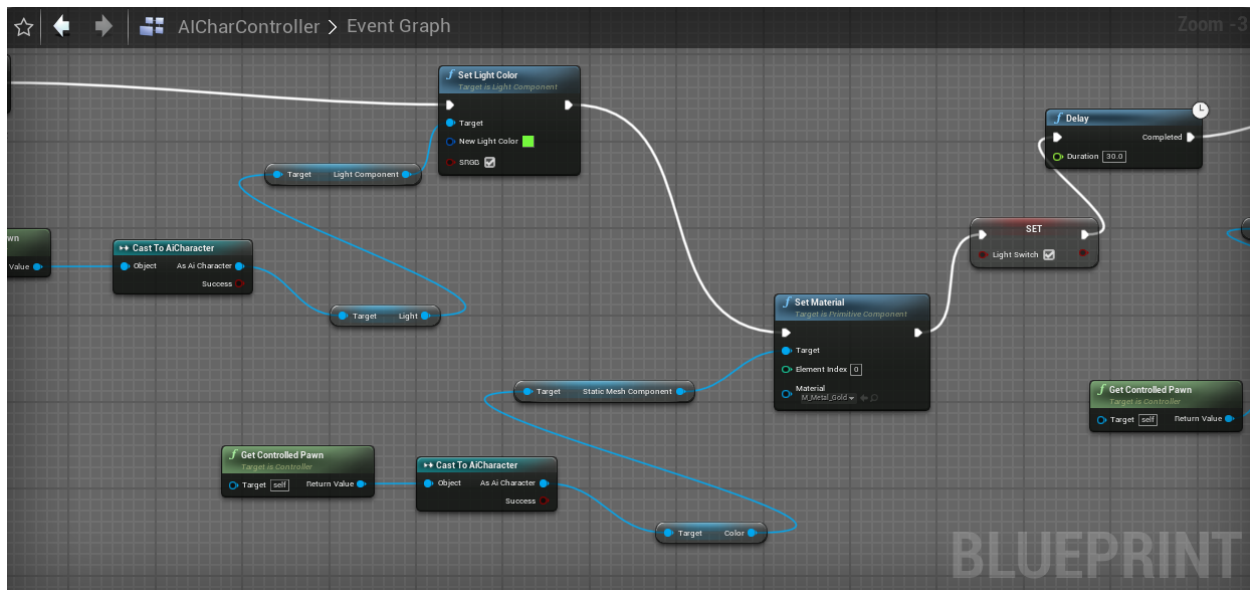 AICharController > Event Graph
Zoom -3
Set Light Color
Target is Light Component
Target
New Light Color
SRGB
Delay
Completed
Duration 30.0
Target Light Component
SET
Light Switch
wn
Value
Cast To AiCharacter
Object As Ai Character
Success
Target Light
Set Material
Target is Primitive Component
Target
Element Index 0
Material
M_Metal_Gold
Target Static Mesh Component
Get Controlled Pawn
Target is Controller
Target self Return Value
Get Controlled Pawn
Target is Controller
Target self Return Value
Cast To AiCharacter
Object As Ai Character
Success
Target Color
BLUEPRINT